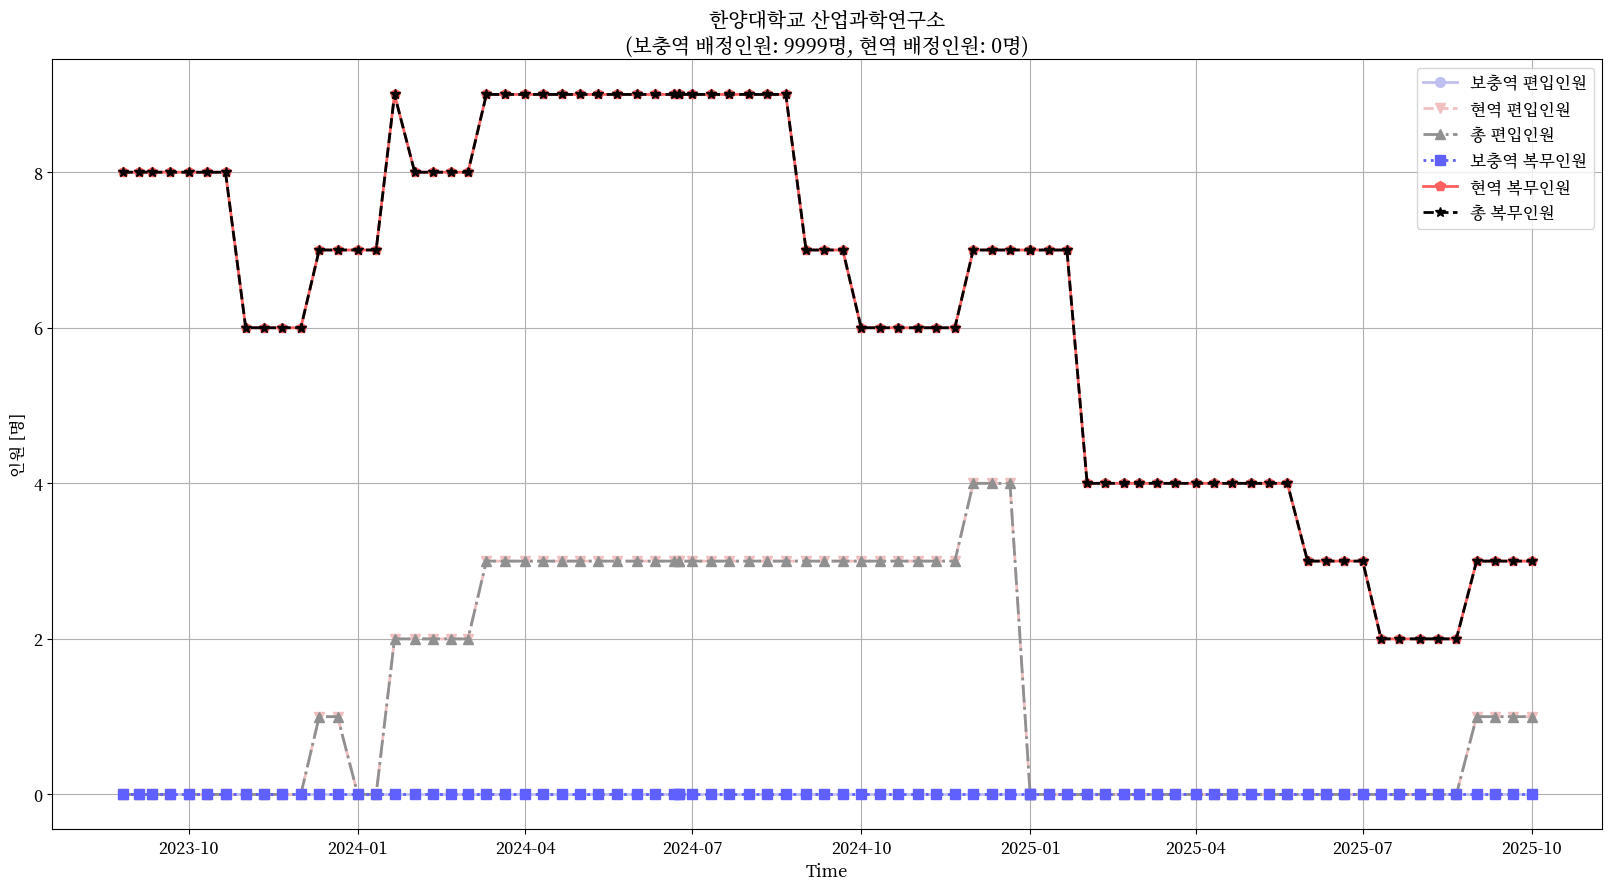 한양대학교 산업과학연구소
(보충역 배정인원: 9999명, 현역 배정인원: 0명)
보충역 편입인원
현역 편입인원
총 편입인원
보충역 복무인원
현역 복무인원
총 복무인원
인원 [명]
8
6
4
2
0
2023-10
2024-01
2024-04
2024-07
2024-10
2025-01
2025-04
2025-07
2025-10
Time